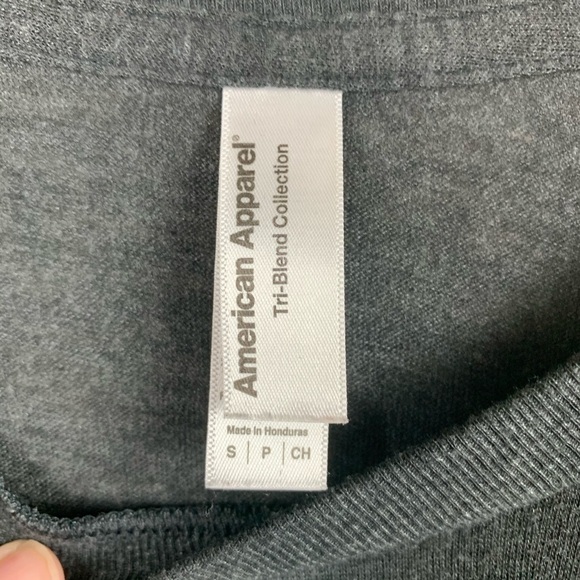 American Apparel®
Tri-Blend Collection
Made in Honduras
S | P | CH